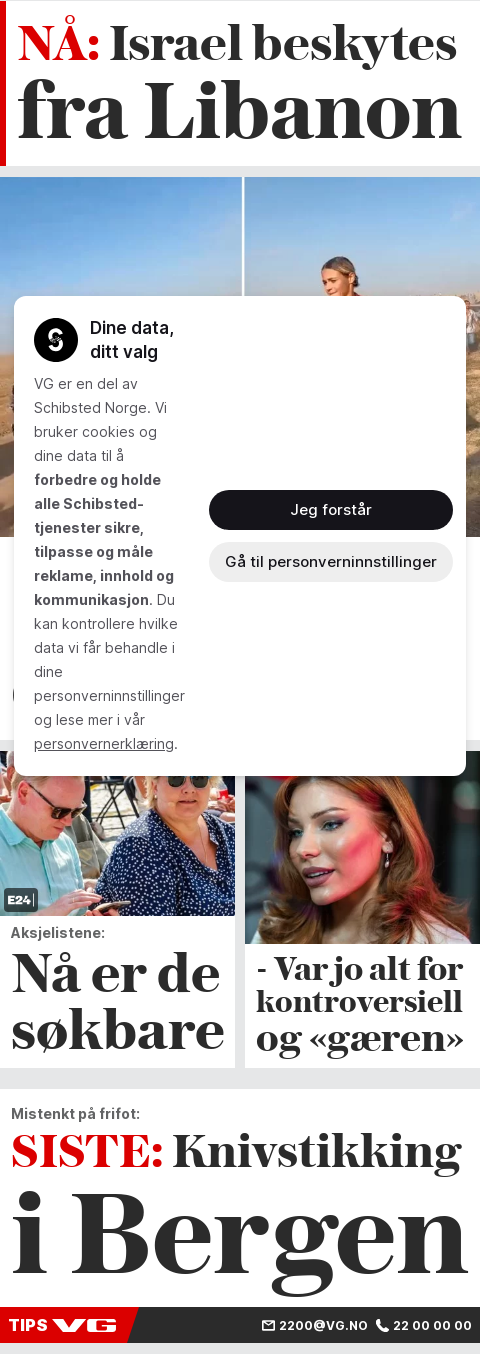 NÅ: Israel beskytes
fra Libanon
Dine data,
ditt valg
VG er en del av
Schibsted Norge. Vi
bruker cookies og
dine data til å
forbedre og holde
alle Schibsted-
tjenester sikre,
tilpasse og måle
reklame, innhold og
kommunikasjon. Du
kan kontrollere hvilke
data vi får behandle i
dine
personverninnstillinger
og lese mer i vår
personvernerklæring.
Jeg forstår
Gå til personverninnstillinger
E24
Aksjelistene:
Nå er de
søkbare
- Var jo alt for
kontroversiell
og «gæren»
Mistenkt på frifot:
SISTE: Knivstikking
i Bergen
TIPS VG
2200@VG.NO
22 00 00 00